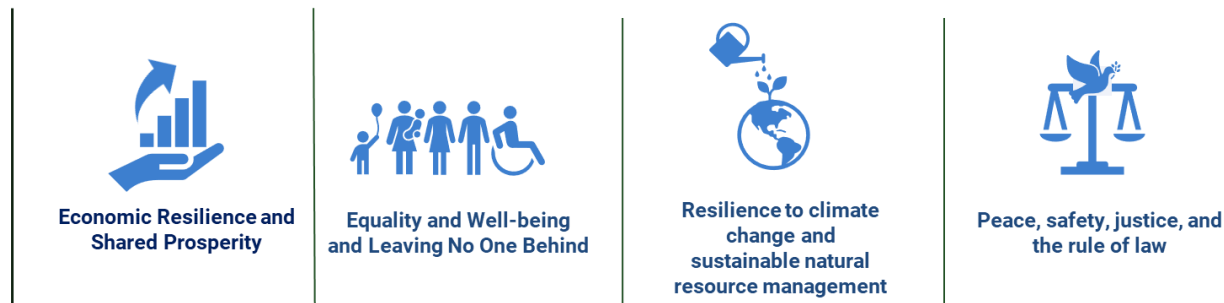 Economic Resilience and
Shared Prosperity
Equality and Well-being
and Leaving No One Behind
Resilience to climate
change and
sustainable natural
resource management
Peace, safety, justice, and
the rule of law